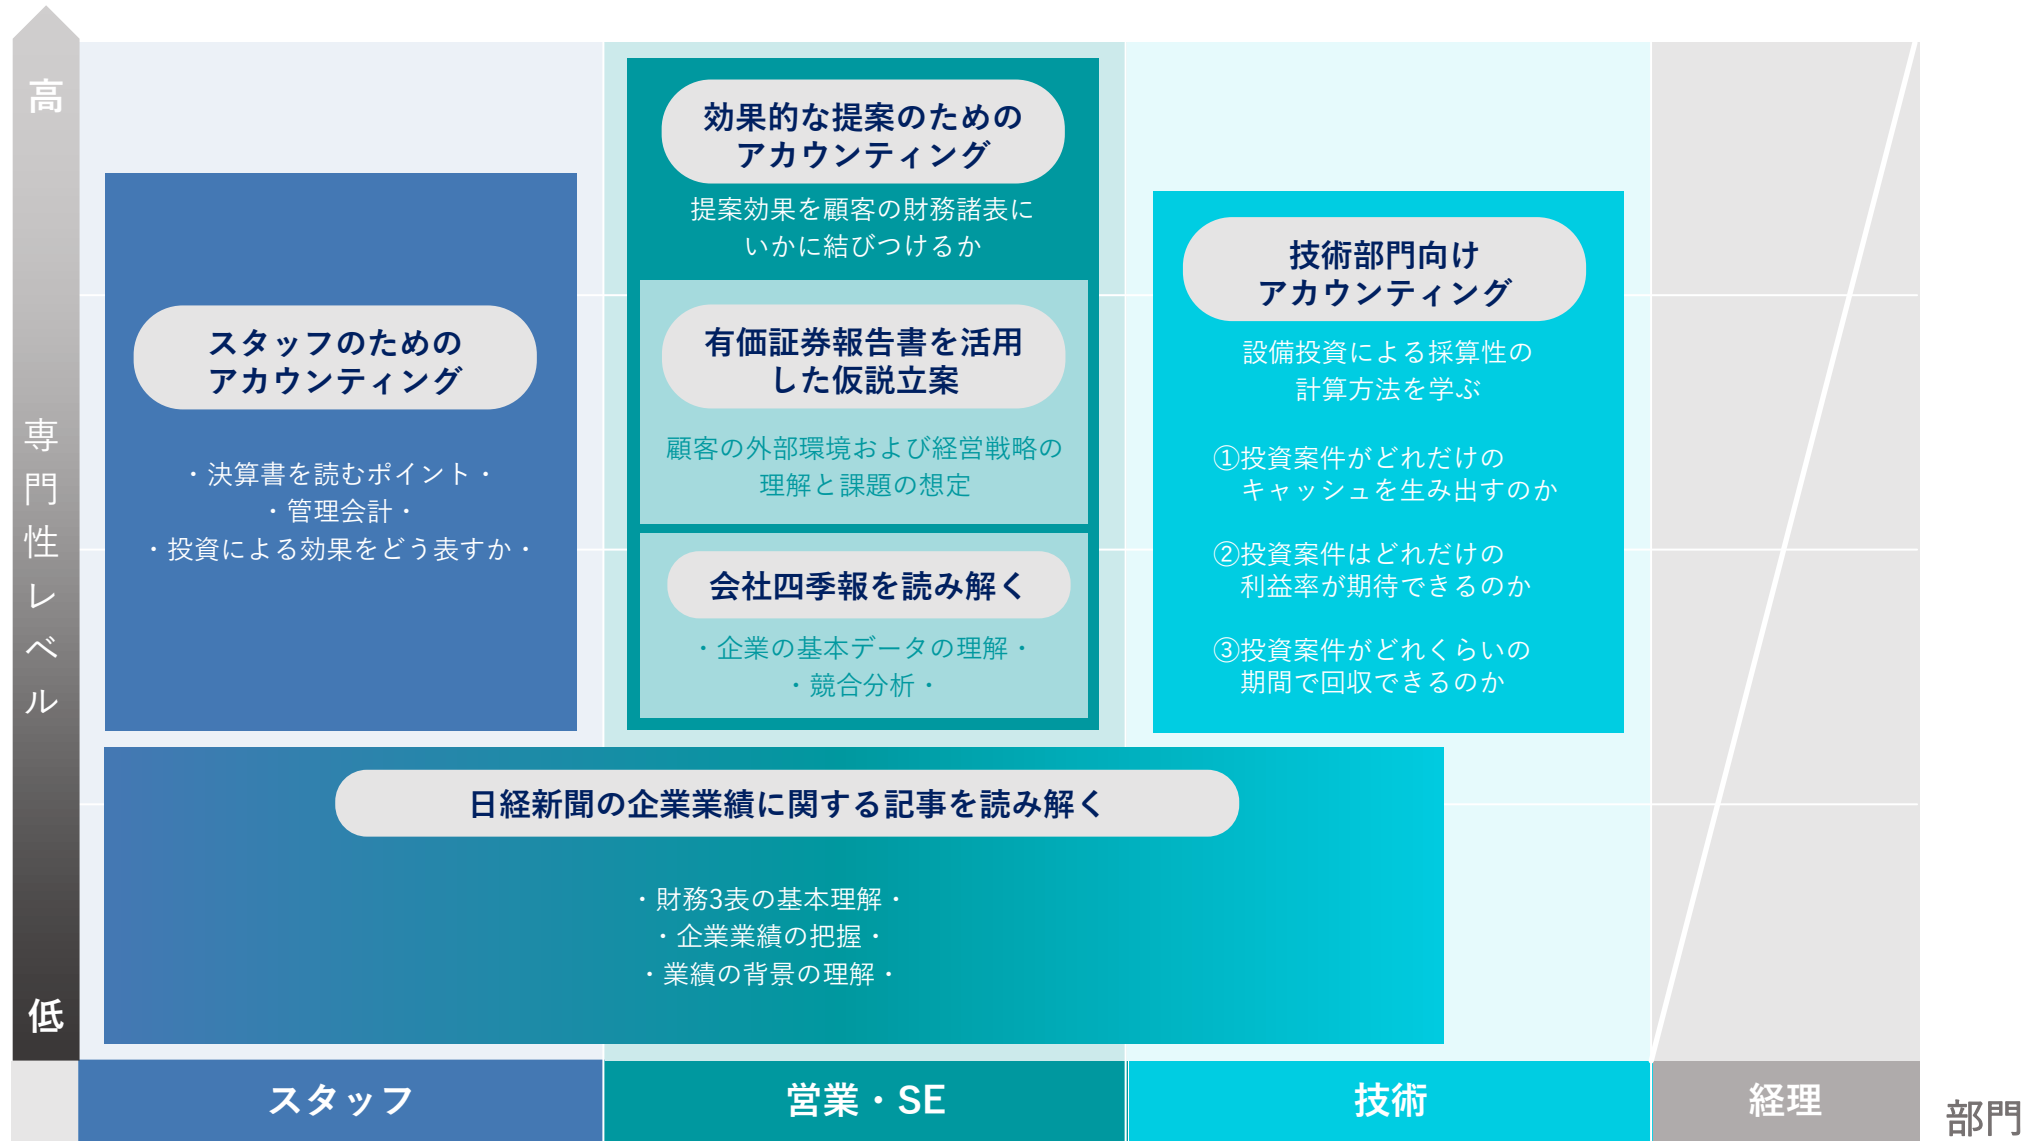 高
専門性レベル
低
スタッフのための
アカウンティング
・決算書を読むポイント・
・管理会計・
・投資による効果をどう表すか・
効果的な提案のための
アカウンティング
提案効果を顧客の財務諸表に
いかに結びつけるか
有価証券報告書を活用
した仮説立案
顧客の外部環境および経営戦略の
理解と課題の想定
会社四季報を読み解く
・企業の基本データの理解・
・競合分析・
技術部門向け
アカウンティング
設備投資による採算性の
計算方法を学ぶ
①投資案件がどれだけの
キャッシュを生み出すのか
②投資案件はどれだけの
利益率が期待できるのか
③投資案件がどれくらいの
期間で回収できるのか
日経新聞の企業業績に関する記事を読み解く
・財務3表の基本理解・
・企業業績の把握・
・業績の背景の理解・
スタッフ
営業・SE
技術
経理
部門